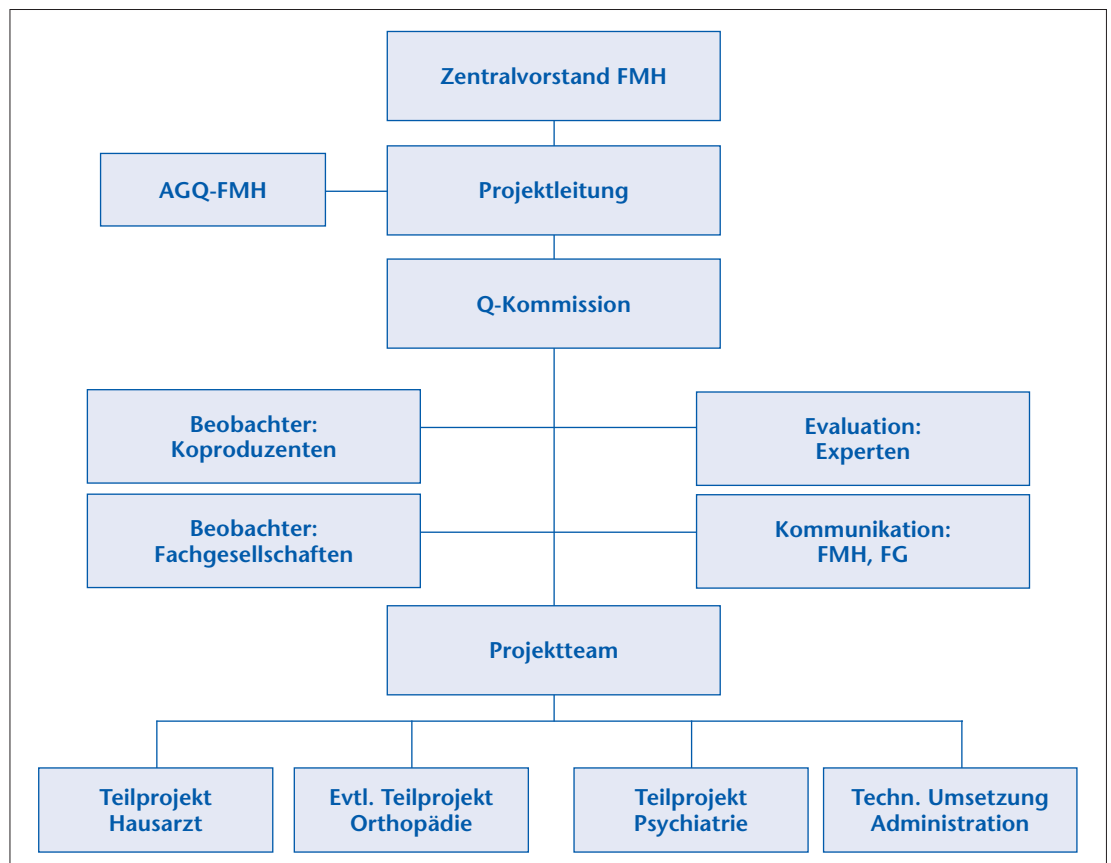 Zentralvorstand FMH
AGQ-FMH
Projektleitung
Q-Kommission
Beobachter:
Koproduzenten
Evaluation:
Experten
Beobachter:
Fachgesellschaften
Kommunikation:
FMH, FG
Projektteam
Teilprojekt
Hausarzt
Evtl. Teilprojekt
Orthopädie
Teilprojekt
Psychiatrie
Techn. Umsetzung
Administration